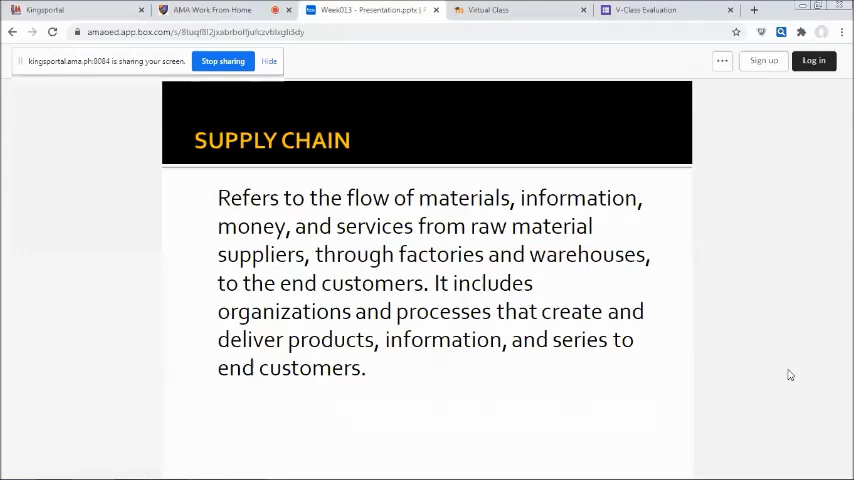 Kingsportal
AMA Work From Home
Week013 - Presentation.pptx |
Virtual Class
V-Class Evaluation
kingsportal.ama.ph:8084 is sharing your screen.
Stop sharing
Hide
Sign up
Log in
SUPPLY CHAIN
Refers to the flow of materials, information,
money, and services from raw material
suppliers, through factories and warehouses,
to the end customers. It includes
organizations and processes that create and
deliver products, information, and series to
end customers.